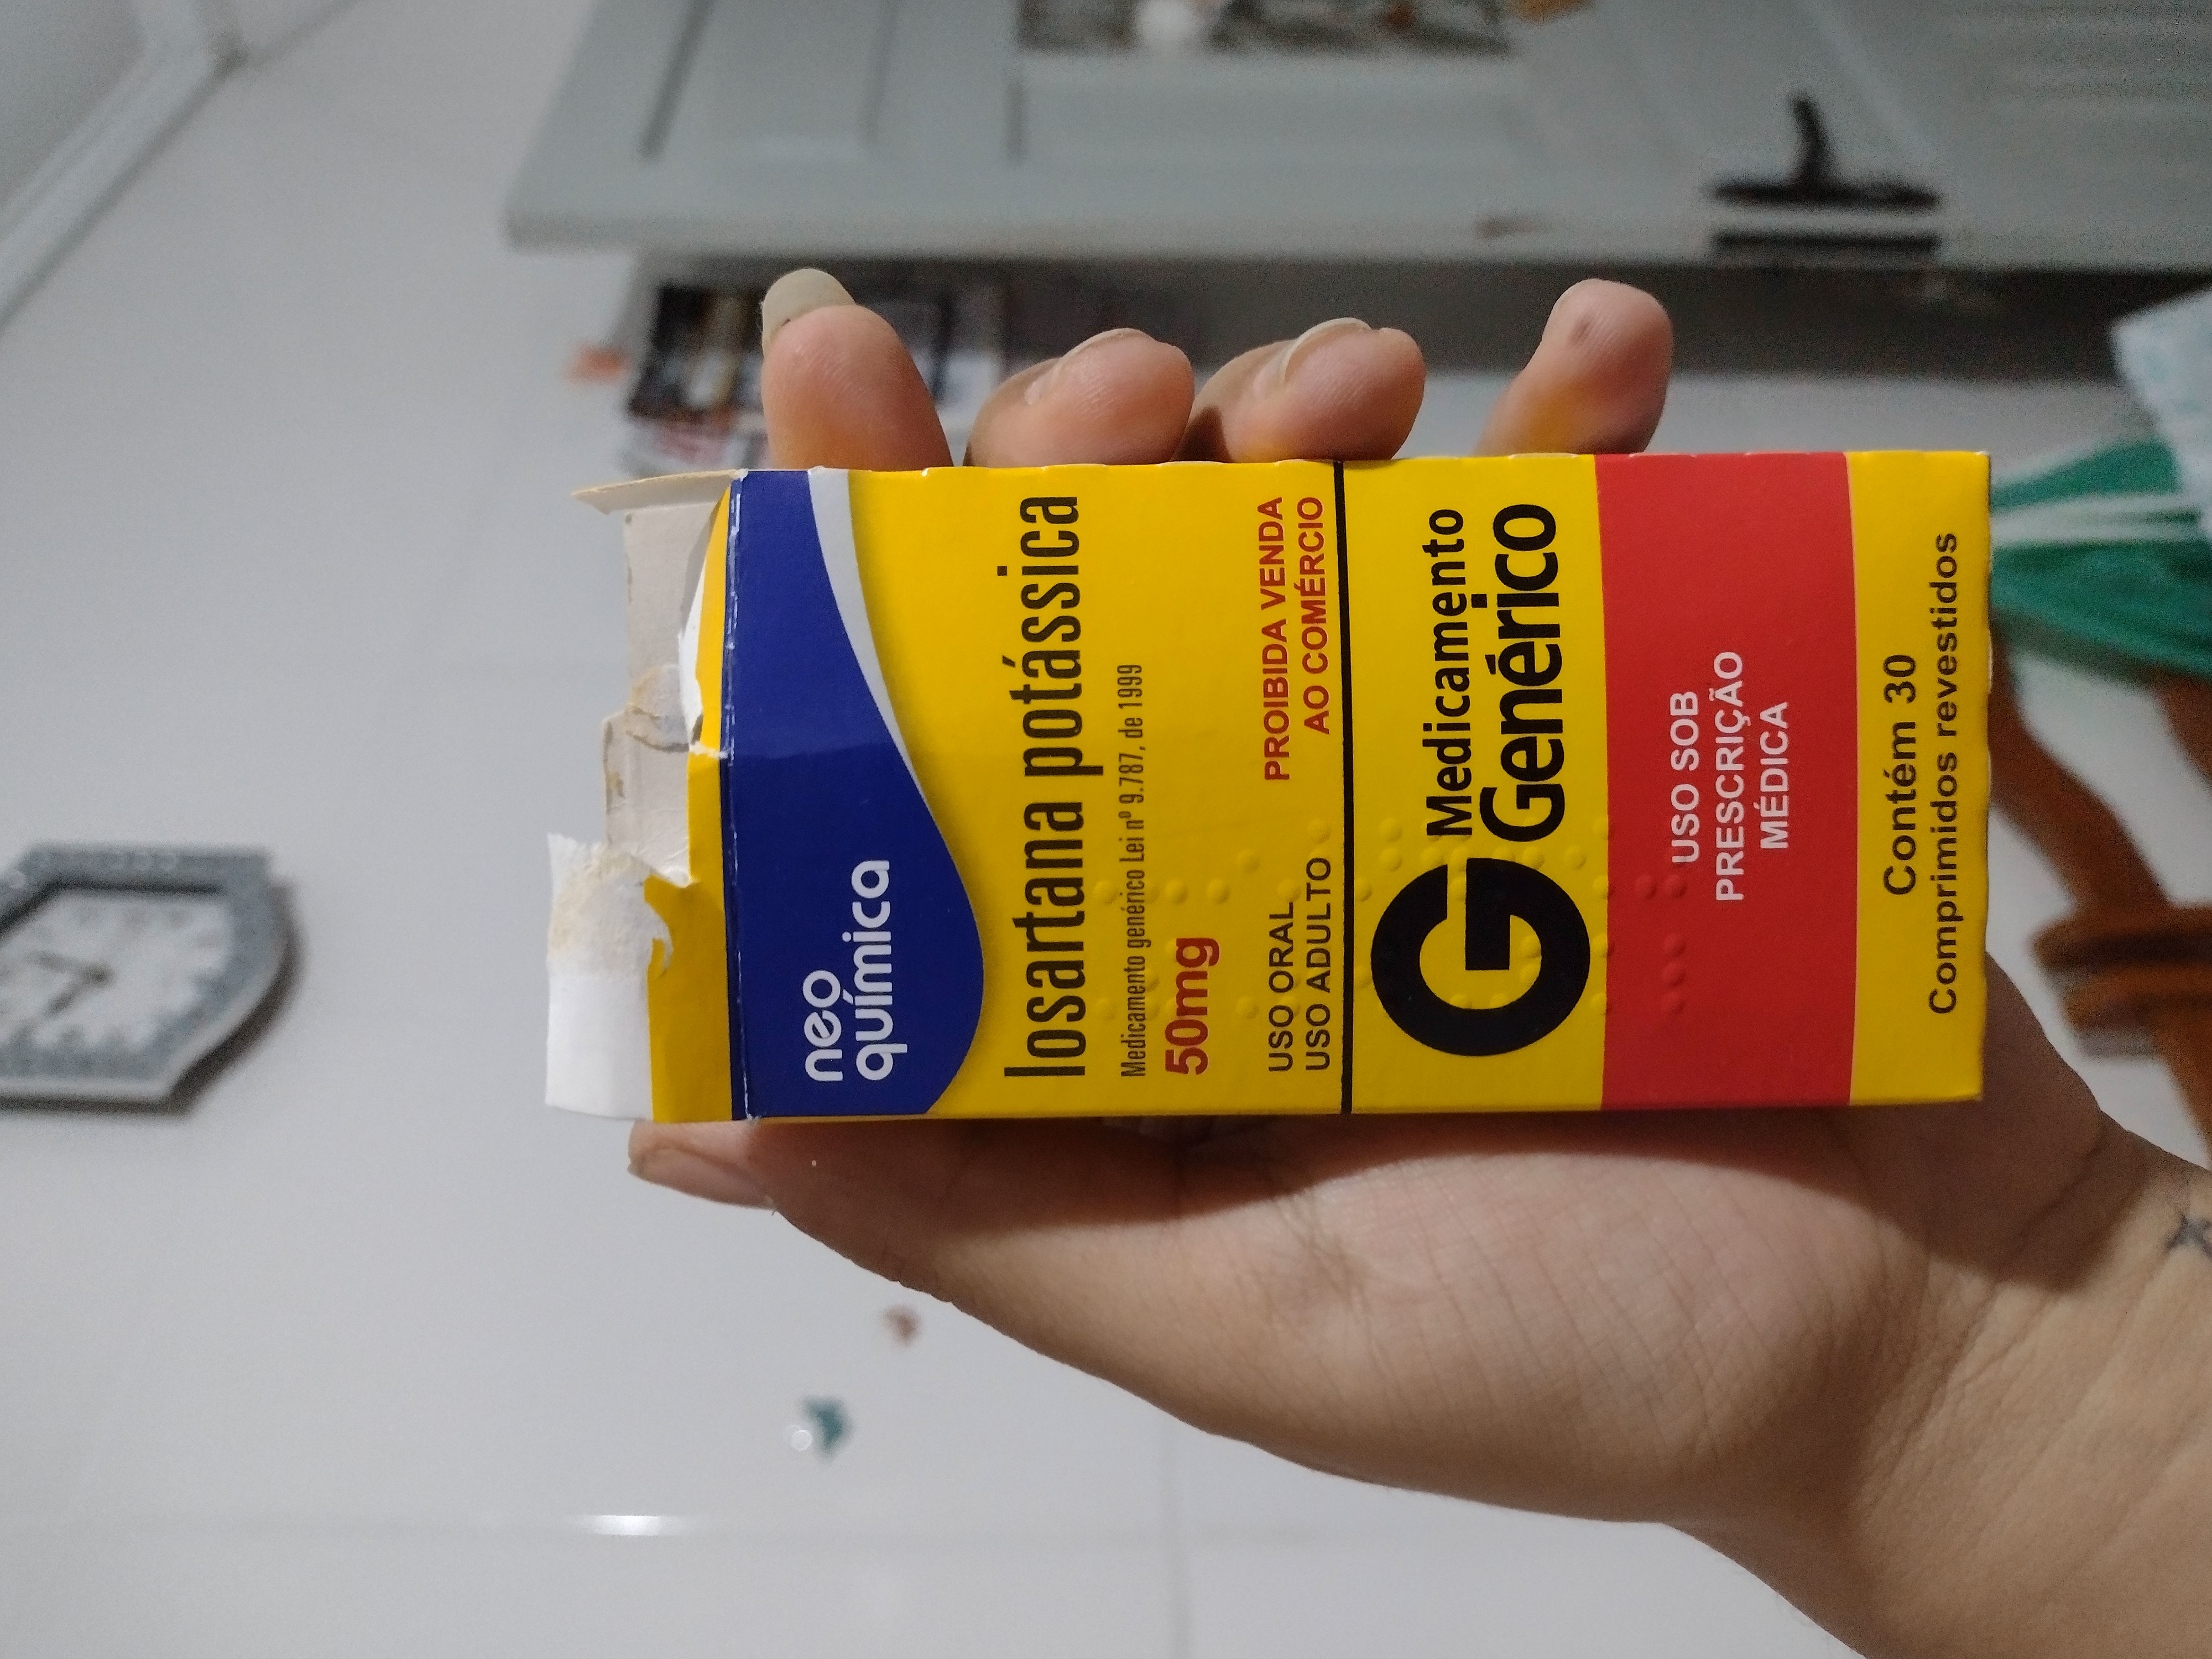 neo
química
losartana potássica
Medicamento genérico Lei nº 9.787, de 1999
50mg
USO ORAL
USO ADULTO
PROIBIDA VENDA
AO COMÉRCIO
G
Medicamento
Genérico
USO SOB
PRESCRIÇÃO
MÉDICA
Contém 30
Comprimidos revestidos